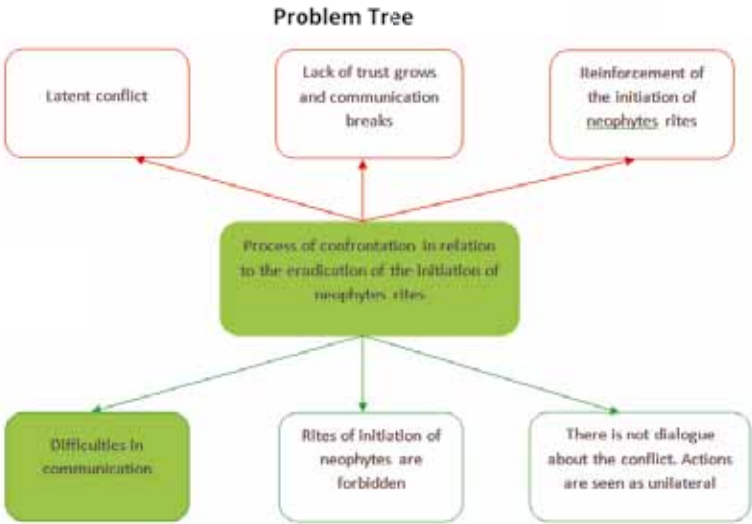 Problem Tree
Latent conflict
Lack of trust grows
and communication
breaks
Reinforcement of
the initiation of
neophytes rites
Process of confrontation in relation
to the eradication of the initiation of
neophytes rites
Difficulties in
communication
Rites of initiation of
neophytes are
forbidden
There is not dialogue
about the conflict. Actions
are seen as unilateral